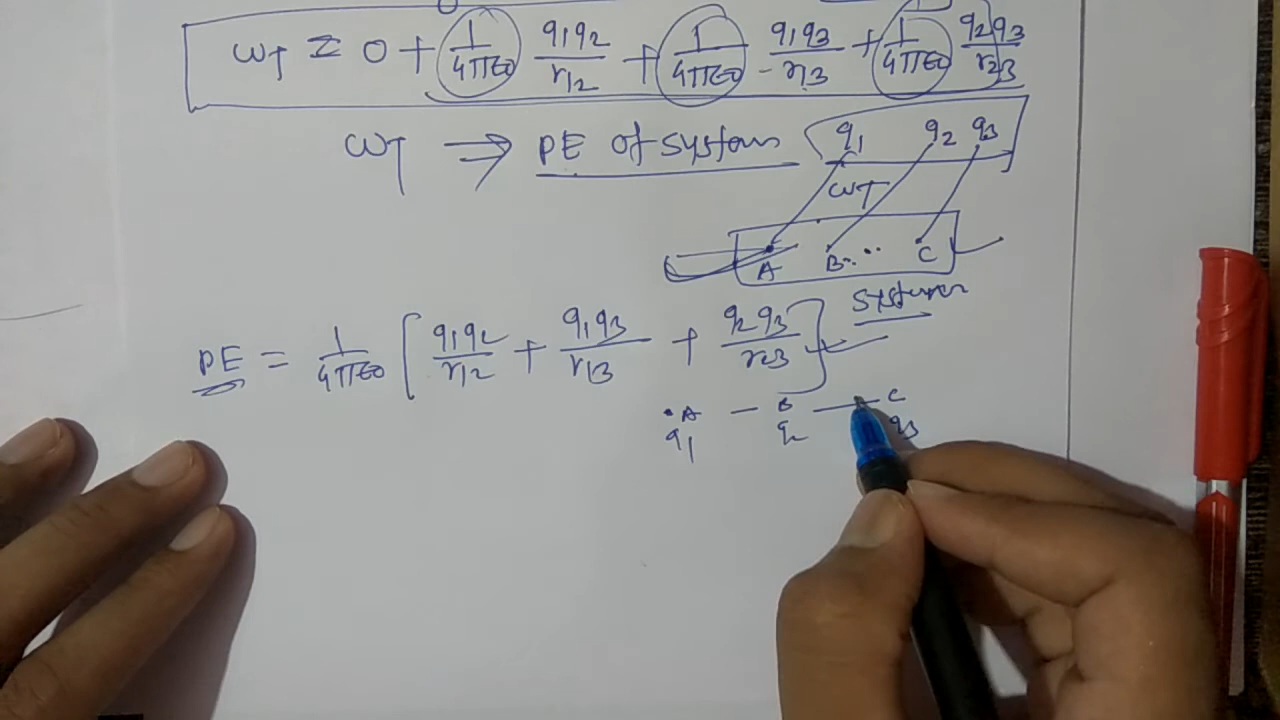 WT = 0 + 1/4πε0 q1q2/r12 + 1/4πε0 - q1q3/r13 + 1/4πε0 q2q3/r23
WT ⇒ PE of system q1 q2 q3
WT
A B... C
system
PE = 1/4πε0 [ q1q2/r12 + q1q3/r13 + q2q3/r23 ]
.A — B — C
q1 q2 q3